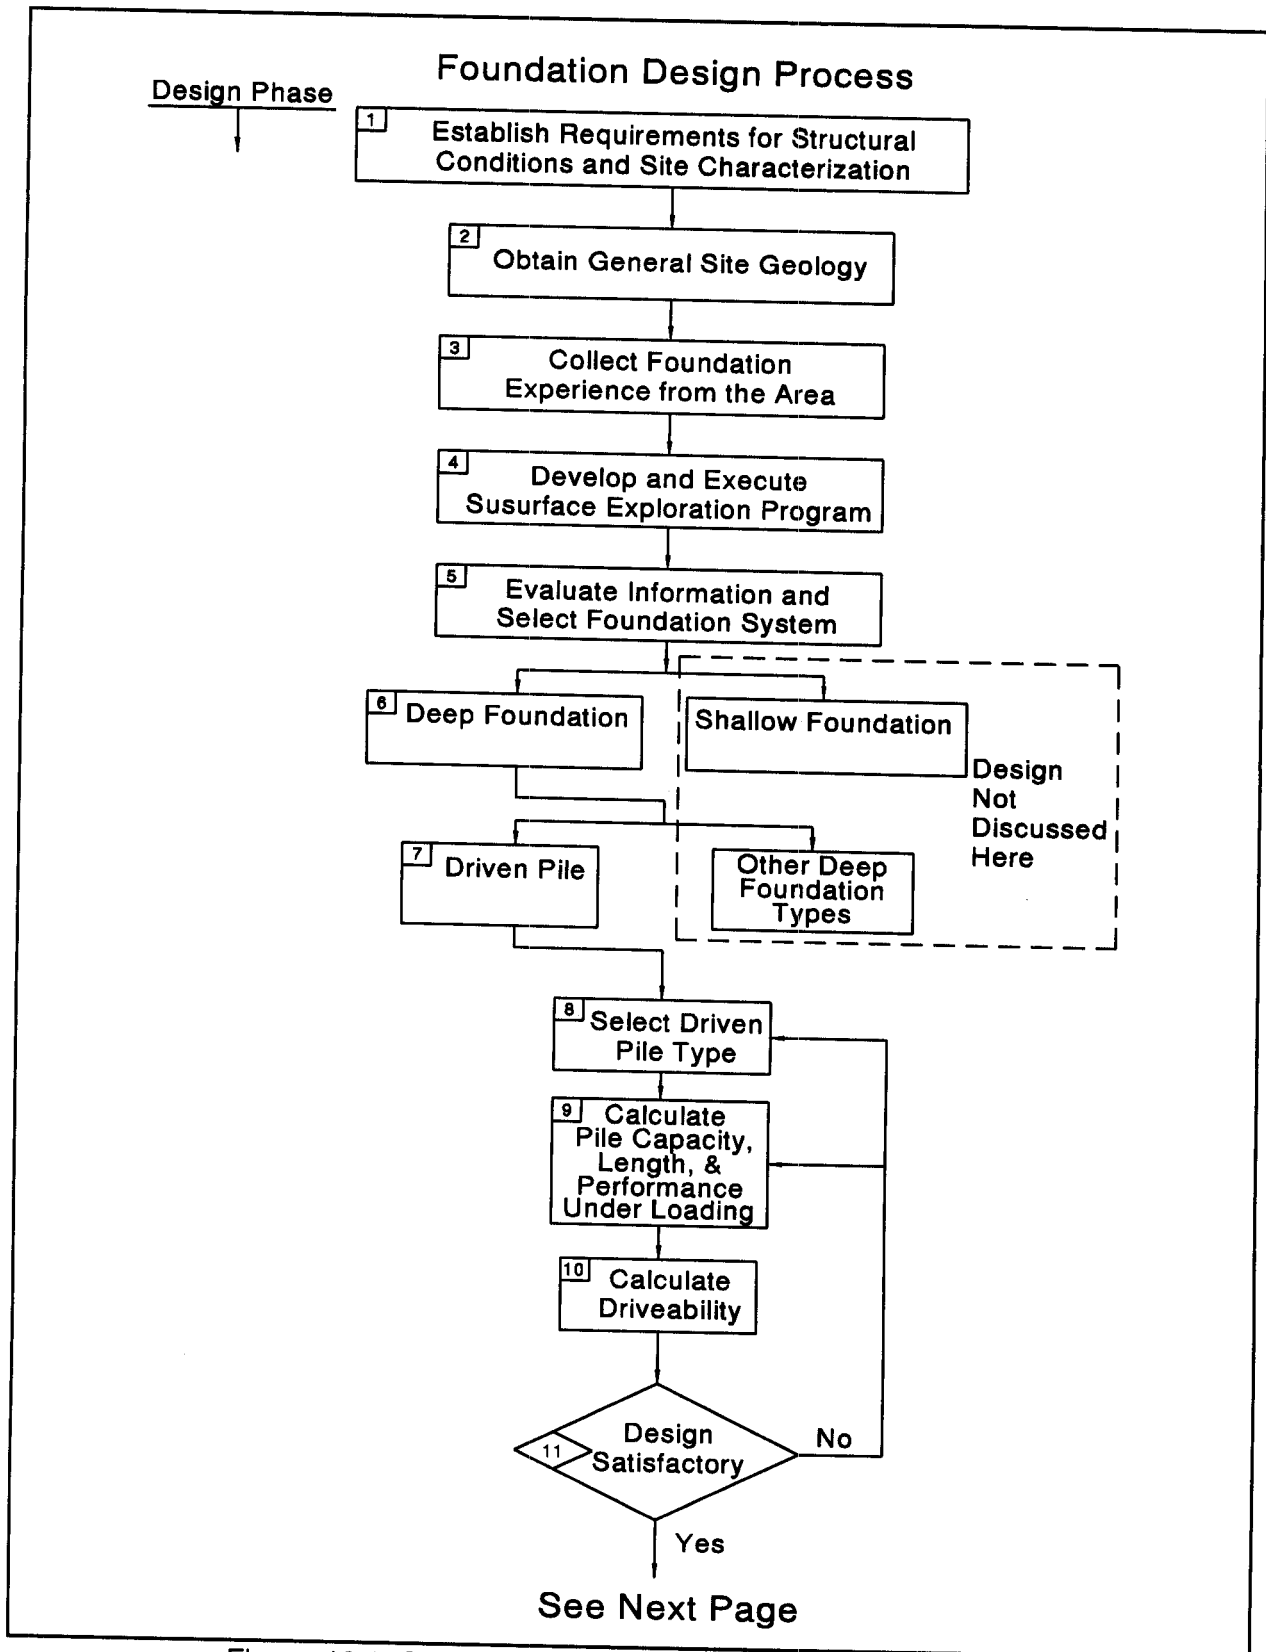 Foundation Design Process
Design Phase
1
Establish Requirements for Structural
Conditions and Site Characterization
2
Obtain General Site Geology
3
Collect Foundation
Experience from the Area
4
Develop and Execute
Susurface Exploration Program
5
Evaluate Information and
Select Foundation System
6
Deep Foundation
Shallow Foundation
Design
Not
Discussed
Here
7
Driven Pile
Other Deep
Foundation
Types
8
Select Driven
Pile Type
9
Calculate
Pile Capacity,
Length, &
Performance
Under Loading
10
Calculate
Driveability
11
Design
Satisfactory
No
Yes
See Next Page